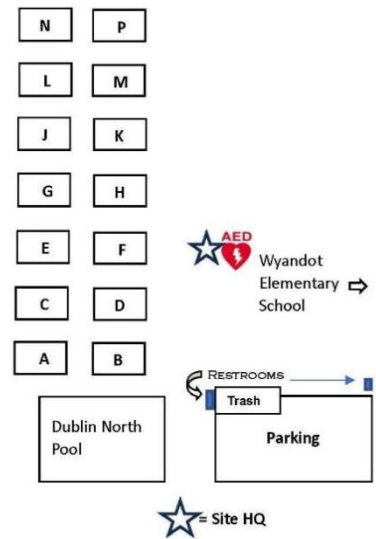 N P
L M
J K
G H
E F
AED
Wyandot
Elementary
School
C D
A B
RESTROOMS
Trash
Dublin North
Pool
Parking
= Site HQ